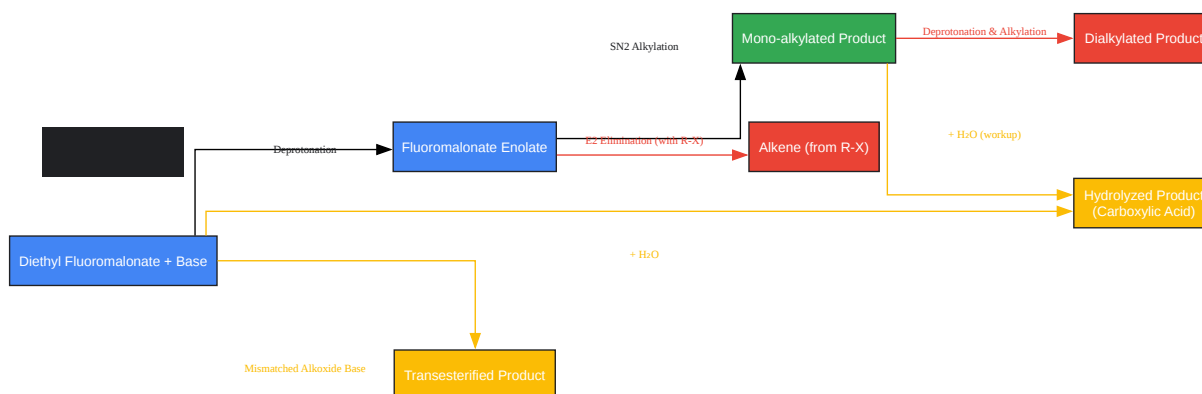 SN2 Alkylation
Mono-alkylated Product
Deprotonation & Alkylation
Dialkylated Product
Deprotonation
Fluoromalonate Enolate
E2 Elimination (with R-X)
Alkene (from R-X)
+ H₂O (workup)
Hydrolyzed Product
(Carboxylic Acid)
Diethyl Fluoromalonate + Base
+ H₂O
Mismatched Alkoxide Base
Transesterified Product